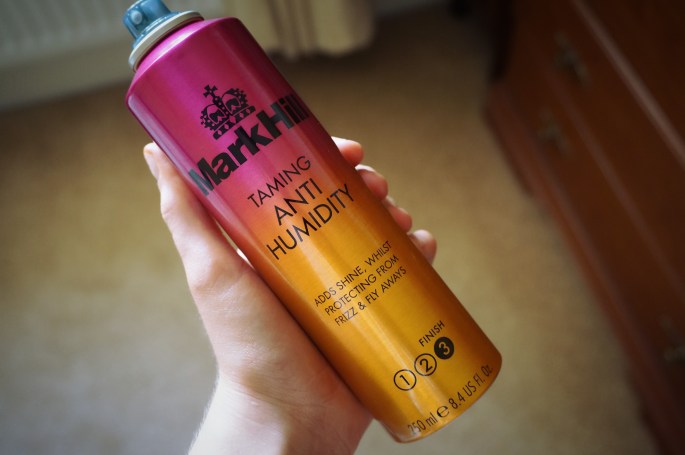 Mark Hill
TAMING
ANTI
HUMIDITY
ADDS SHINE, WHILST
PROTECTING FROM
FRIZZ & FLY AWAYS
FINISH
1 2 3
250 ml e 8.4 US FL. Oz.